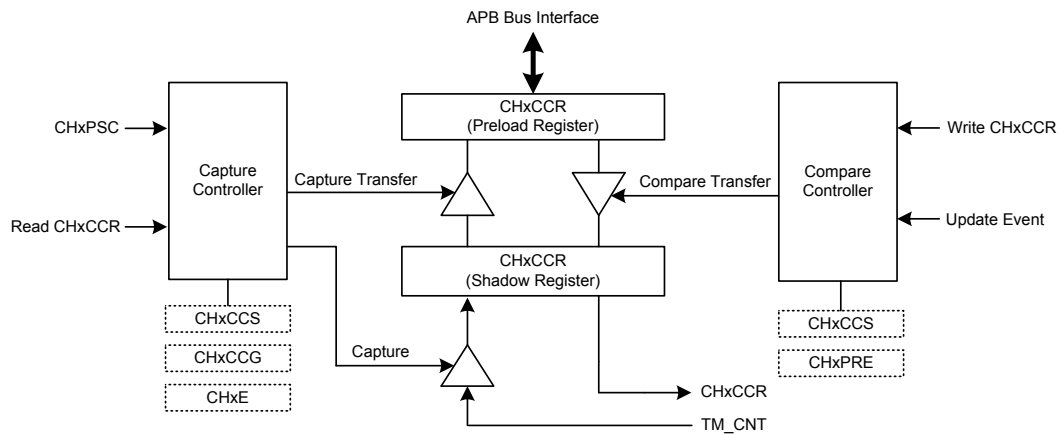 APB Bus Interface
CHxCCR
(Preload Register)
CHxPSC
Write CHxCCR
Capture
Controller
Compare
Controller
Capture Transfer
Compare Transfer
Read CHxCCR
Update Event
CHxCCR
(Shadow Register)
CHxCCS
CHxCCS
CHxCCG
Capture
CHxPRE
CHxE
CHxCCR
TM_CNT